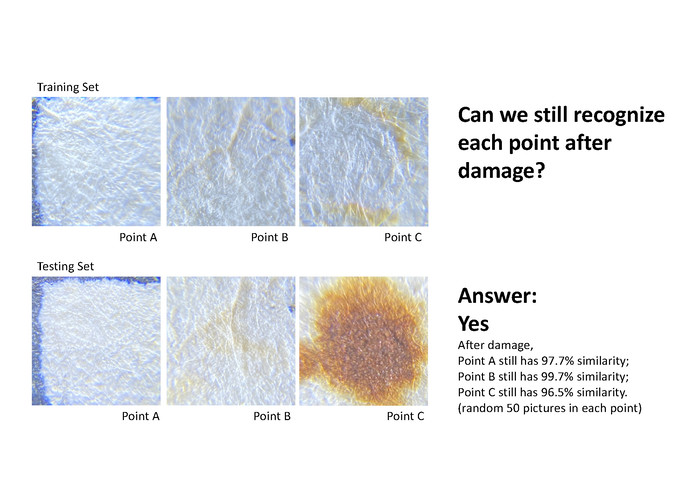 Training Set
Point A
Point B
Point C
Can we still recognize
each point after
damage?
Testing Set
Point A
Point B
Point C
Answer:
Yes
After damage,
Point A still has 97.7% similarity;
Point B still has 99.7% similarity;
Point C still has 96.5% similarity.
(random 50 pictures in each point)